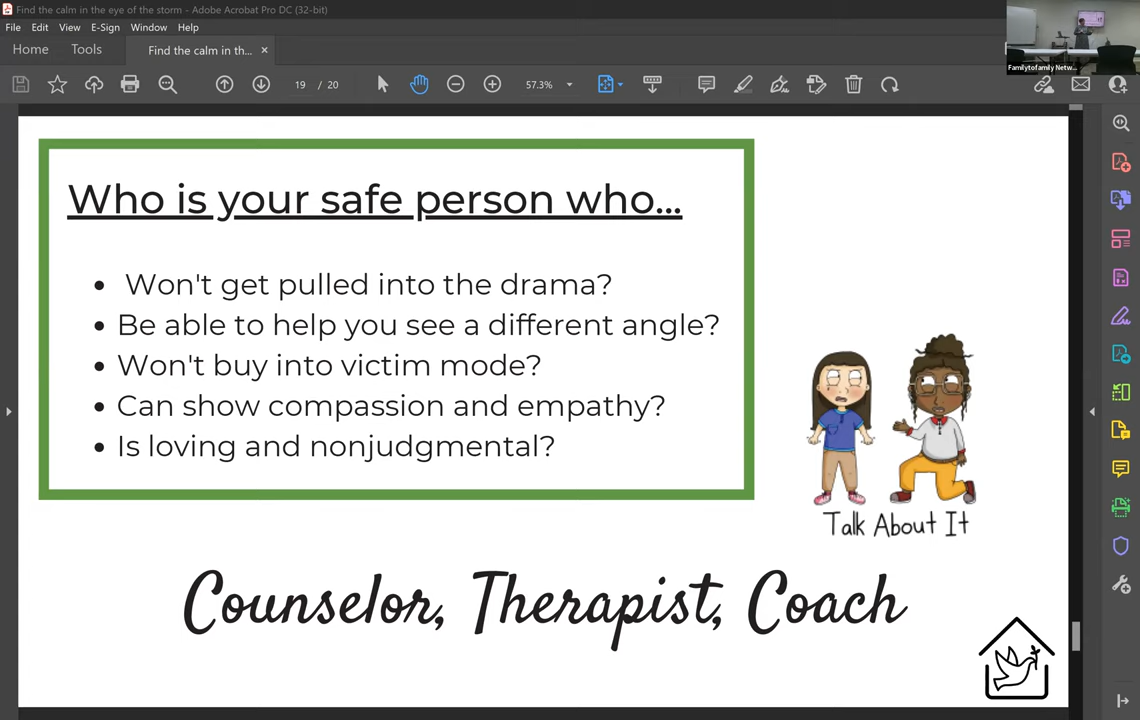 Find the calm in the eye of the storm - Adobe Acrobat Pro DC (32-bit)
File Edit View E-Sign Window Help
Home Tools Find the calm in th... ×
19 / 20 57.3%
Familytofamily Netw...
Who is your safe person who...
• Won't get pulled into the drama?
• Be able to help you see a different angle?
• Won't buy into victim mode?
• Can show compassion and empathy?
• Is loving and nonjudgmental?
Talk About It
Counselor, Therapist, Coach